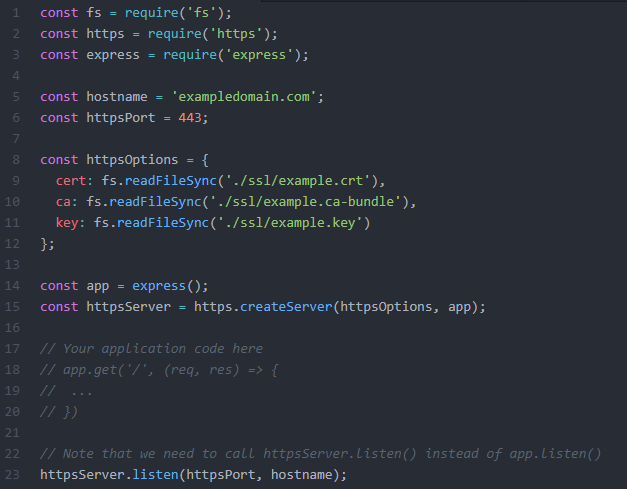 1 const fs = require('fs');
2 const https = require('https');
3 const express = require('express');
4
5 const hostname = 'exampledomain.com';
6 const httpsPort = 443;
7
8 const httpsOptions = {
9   cert: fs.readFileSync('./ssl/example.crt'),
10   ca: fs.readFileSync('./ssl/example.ca-bundle'),
11   key: fs.readFileSync('./ssl/example.key')
12 };
13
14 const app = express();
15 const httpsServer = https.createServer(httpsOptions, app);
16
17 // Your application code here
18 // app.get('/', (req, res) => {
19 //  ...
20 // })
21
22 // Note that we need to call httpsServer.listen() instead of app.listen()
23 httpsServer.listen(httpsPort, hostname);